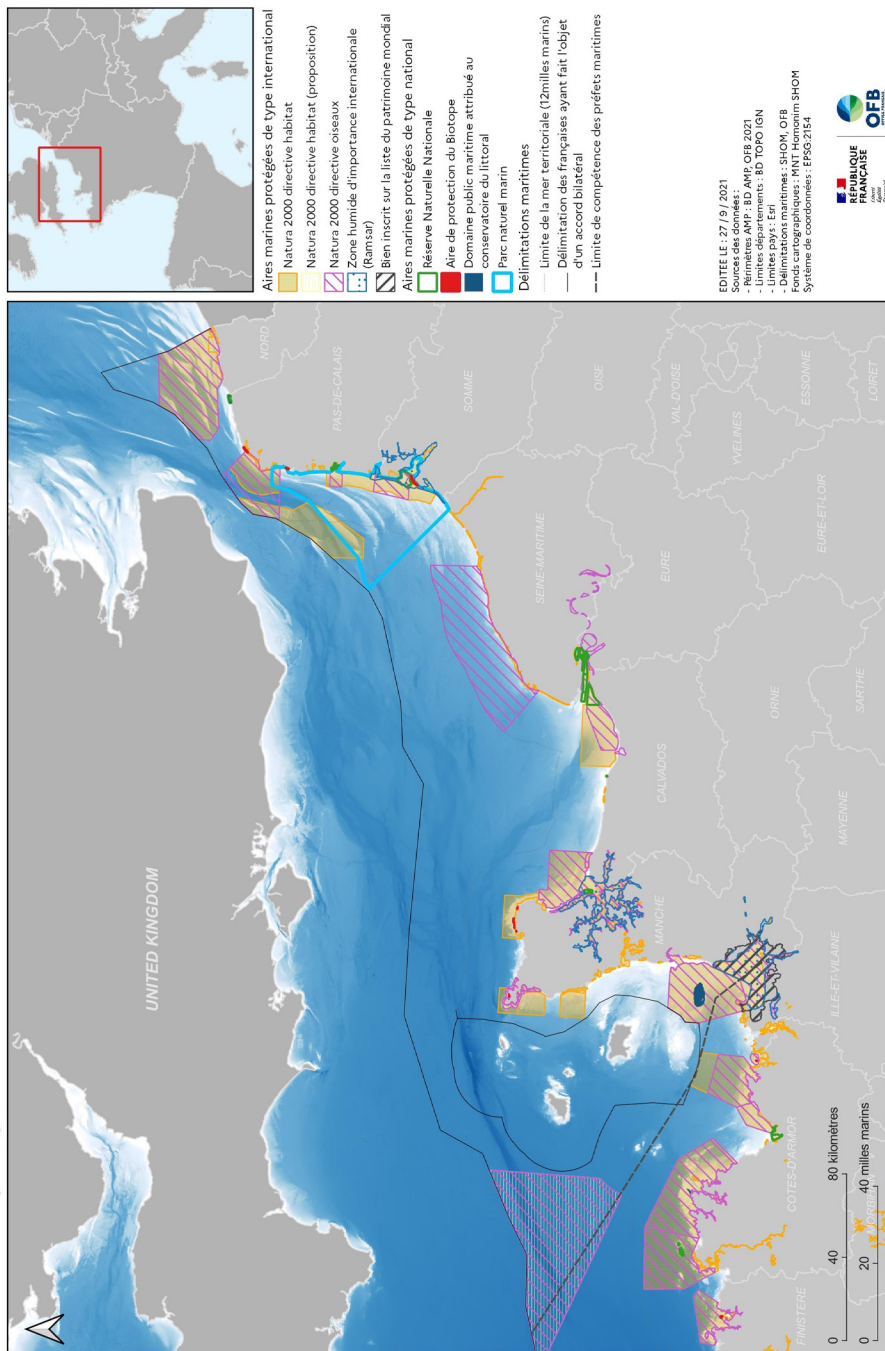 UNITED KINGDOM
NORD
PAS-DE-CALAIS
SOMME
SEINE-MARITIME
OISE
EURE
VAL-D'OISE
YVELINES
ESSONNE
EURE-ET-LOIR
LOIRET
CALVADOS
ORNE
MANCHE
SARTHE
MAYENNE
ILLE-ET-VILAINE
COTES-D'ARMOR
FINISTERE
0 40 80 kilomètres
0 20 40 milles marins
Aires marines protégées de type international
Natura 2000 directive habitat
Natura 2000 directive habitat (proposition)
Natura 2000 directive oiseaux
Zone humide d'importance internationale
(Ramsar)
Bien inscrit sur la liste du patrimoine mondial
Aires marines protégées de type national
Réserve Naturelle Nationale
Aire de protection du Biotope
Domaine public maritime attribué au
conservatoire du littoral
Parc naturel marin
Délimitations maritimes
Limite de la mer territoriale (12milles marins)
Délimitation des françaises ayant fait l'objet
d'un accord bilatéral
Limite de compétence des préfets maritimes
EDITEE LE : 27 / 9 / 2021
Sources des données :
- Périmètres AMP : BD AMP, OFB 2021
- Limites départements : BD TOPO IGN
- Limites pays : Esri
- Délimitations maritimes : SHOM, OFB
Fonds cartographiques : MNT Homonim SHOM
Système de coordonnées : EPSG:2154
RÉPUBLIQUE
FRANÇAISE
Liberté
Égalité
OFB